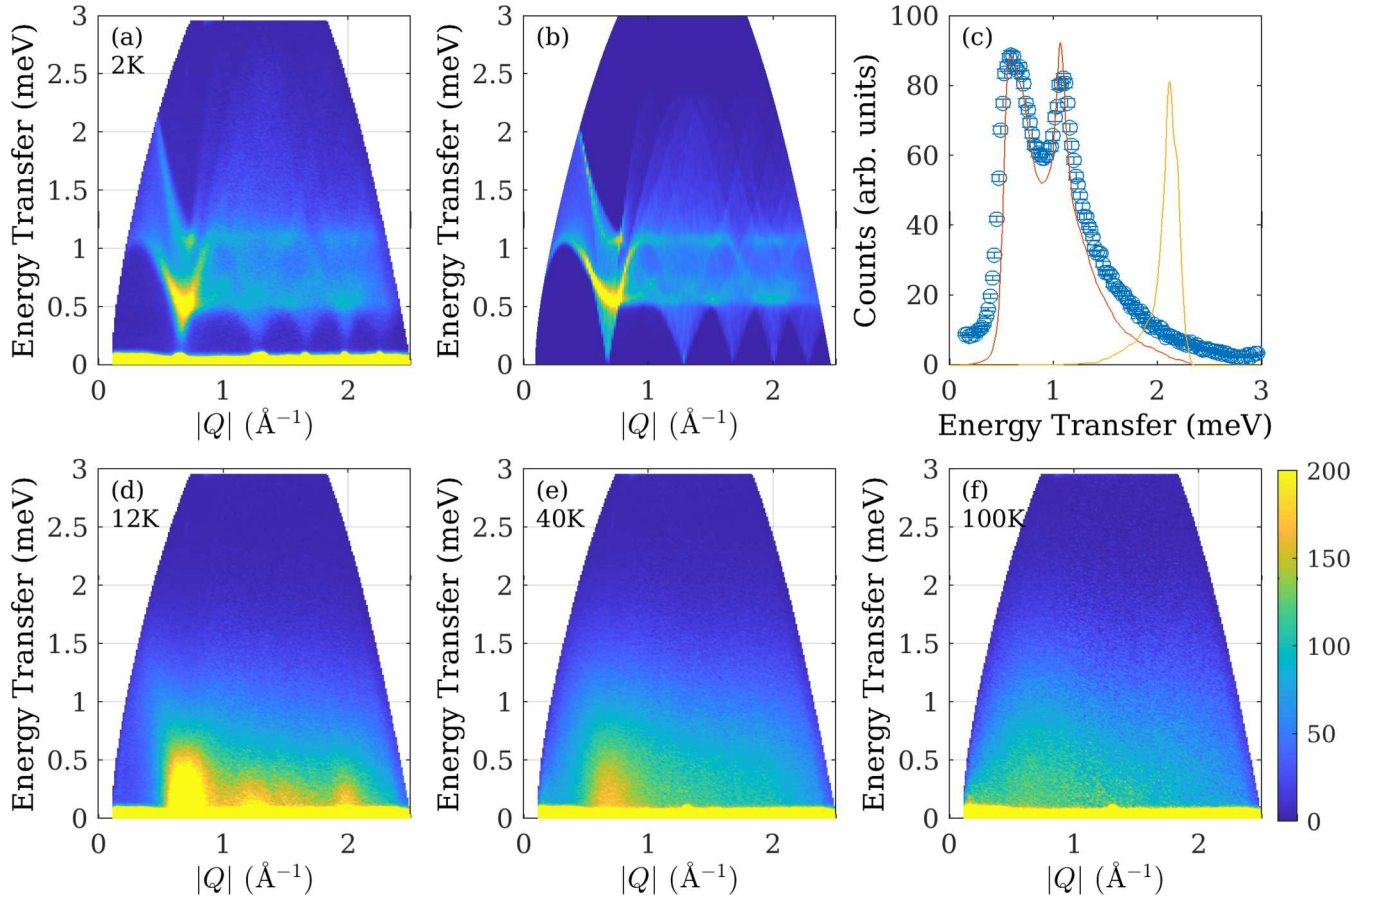 3
2.5
2
1.5
1
0.5
0
(a)
2K
0 1 2
|Q| (Å−1)
Energy Transfer (meV)
3
2.5
2
1.5
1
0.5
0
(b)
0 1 2
|Q| (Å−1)
Energy Transfer (meV)
100
80
60
40
20
0
(c)
0 1 2 3
Energy Transfer (meV)
Counts (arb. units)
3
2.5
2
1.5
1
0.5
0
(d)
12K
0 1 2
|Q| (Å−1)
Energy Transfer (meV)
3
2.5
2
1.5
1
0.5
0
(e)
40K
0 1 2
|Q| (Å−1)
Energy Transfer (meV)
3
2.5
2
1.5
1
0.5
0
(f)
100K
0 1 2
|Q| (Å−1)
Energy Transfer (meV)
200
150
100
50
0